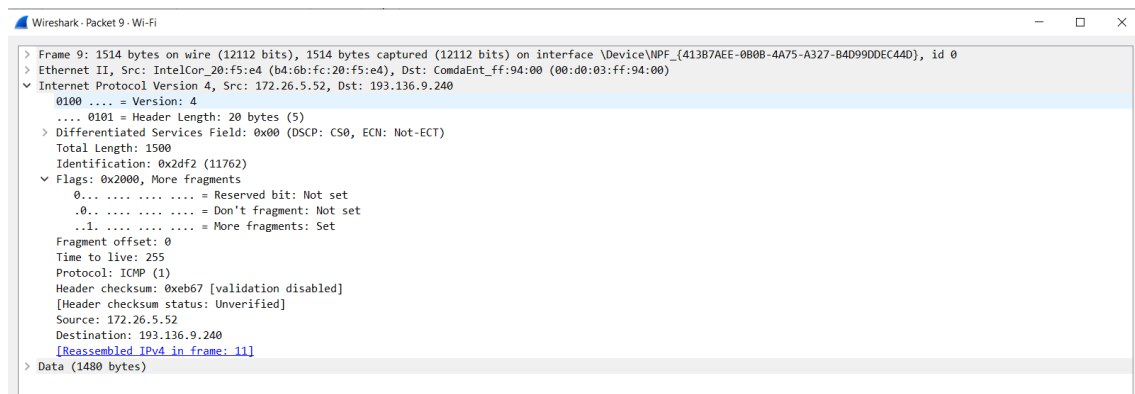 Wireshark · Packet 9 · Wi-Fi
Frame 9: 1514 bytes on wire (12112 bits), 1514 bytes captured (12112 bits) on interface \Device\NPF_{413B7AEE-0B0B-4A75-A327-B4D99DDEC44D}, id 0
Ethernet II, Src: IntelCor_20:f5:e4 (b4:6b:fc:20:f5:e4), Dst: ComdaEnt_ff:94:00 (00:d0:03:ff:94:00)
Internet Protocol Version 4, Src: 172.26.5.52, Dst: 193.136.9.240
0100 .... = Version: 4
.... 0101 = Header Length: 20 bytes (5)
Differentiated Services Field: 0x00 (DSCP: CS0, ECN: Not-ECT)
Total Length: 1500
Identification: 0x2df2 (11762)
Flags: 0x2000, More fragments
0... .... .... .... = Reserved bit: Not set
.0.. .... .... .... = Don't fragment: Not set
..1. .... .... .... = More fragments: Set
Fragment offset: 0
Time to live: 255
Protocol: ICMP (1)
Header checksum: 0xeb67 [validation disabled]
[Header checksum status: Unverified]
Source: 172.26.5.52
Destination: 193.136.9.240
[Reassembled IPv4 in frame: 11]
Data (1480 bytes)